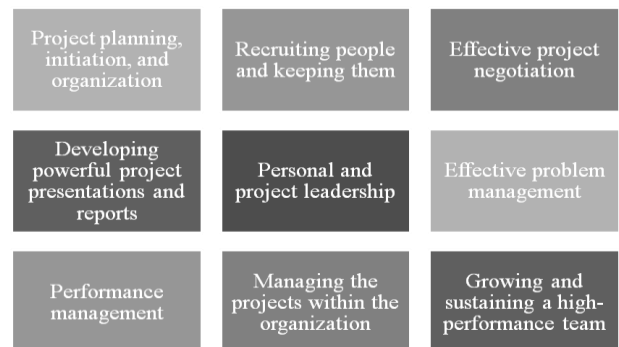 Project planning,
initiation, and
organization
Recruiting people
and keeping them
Effective project
negotiation
Developing
powerful project
presentations and
reports
Personal and
project leadership
Effective problem
management
Performance
management
Managing the
projects within the
organization
Growing and
sustaining a high-
performance team